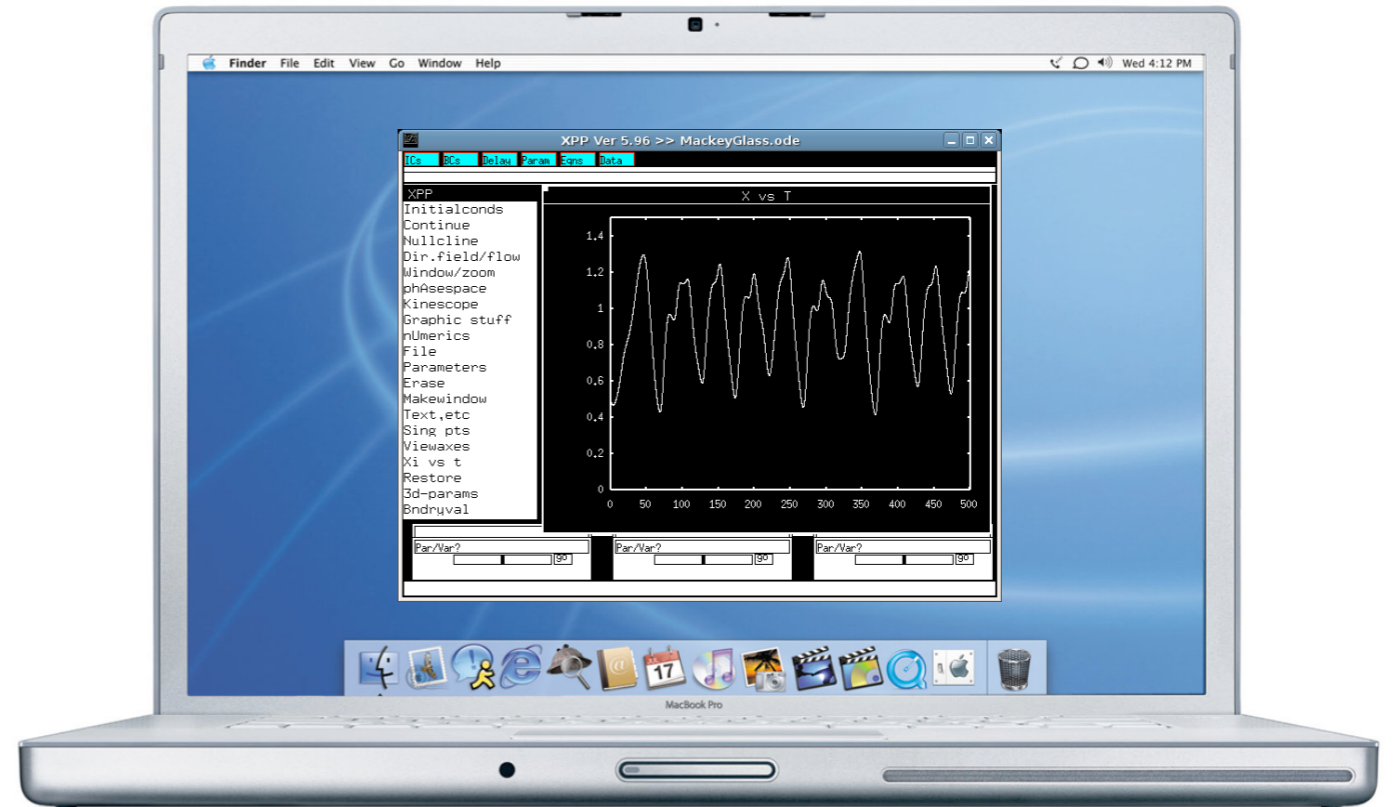 Finder File Edit View Go Window Help Wed 4:12 PM
XPP Ver 5.96 >> MackeyGlass.ode
ICs BCs Delay Param Eqns Data
XPP
Initialconds
Continue
Nullcline
Dir.field/flow
Window/zoom
phAsespace
Kinescope
Graphic stuff
nUmerics
File
Parameters
Erase
Makewindow
Text,etc
Sing pts
Viewaxes
Xi vs t
Restore
3d-params
Bndryval
X vs T
1.4
1.2
1
0.8
0.6
0.4
0.2
0
0 50 100 150 200 250 300 350 400 450 500
Par/Var? Par/Var? Par/Var?
17
MacBook Pro